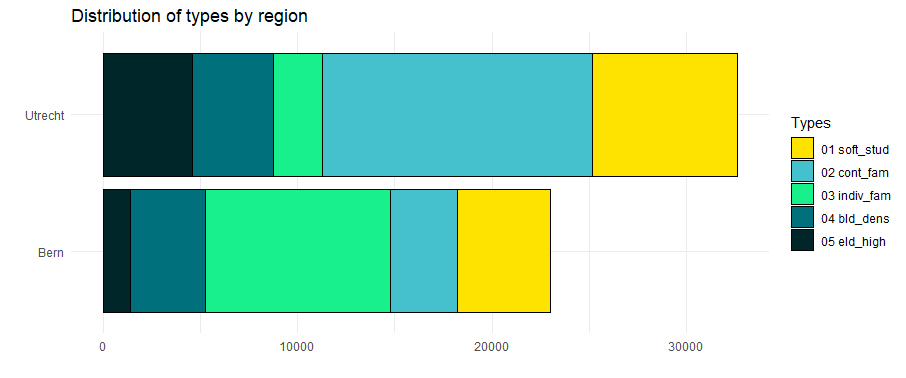 Distribution of types by region
Utrecht
Bern
0
10000
20000
30000
Types
01 soft_stud
02 cont_fam
03 indiv_fam
04 bld_dens
05 eld_high